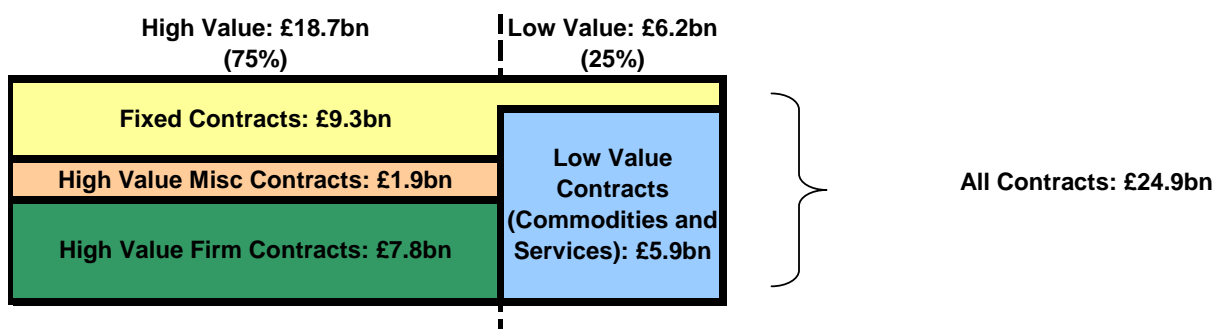 High Value: £18.7bn
(75%)
Low Value: £6.2bn
(25%)
Fixed Contracts: £9.3bn
High Value Misc Contracts: £1.9bn
High Value Firm Contracts: £7.8bn
Low Value
Contracts
(Commodities and
Services): £5.9bn
All Contracts: £24.9bn